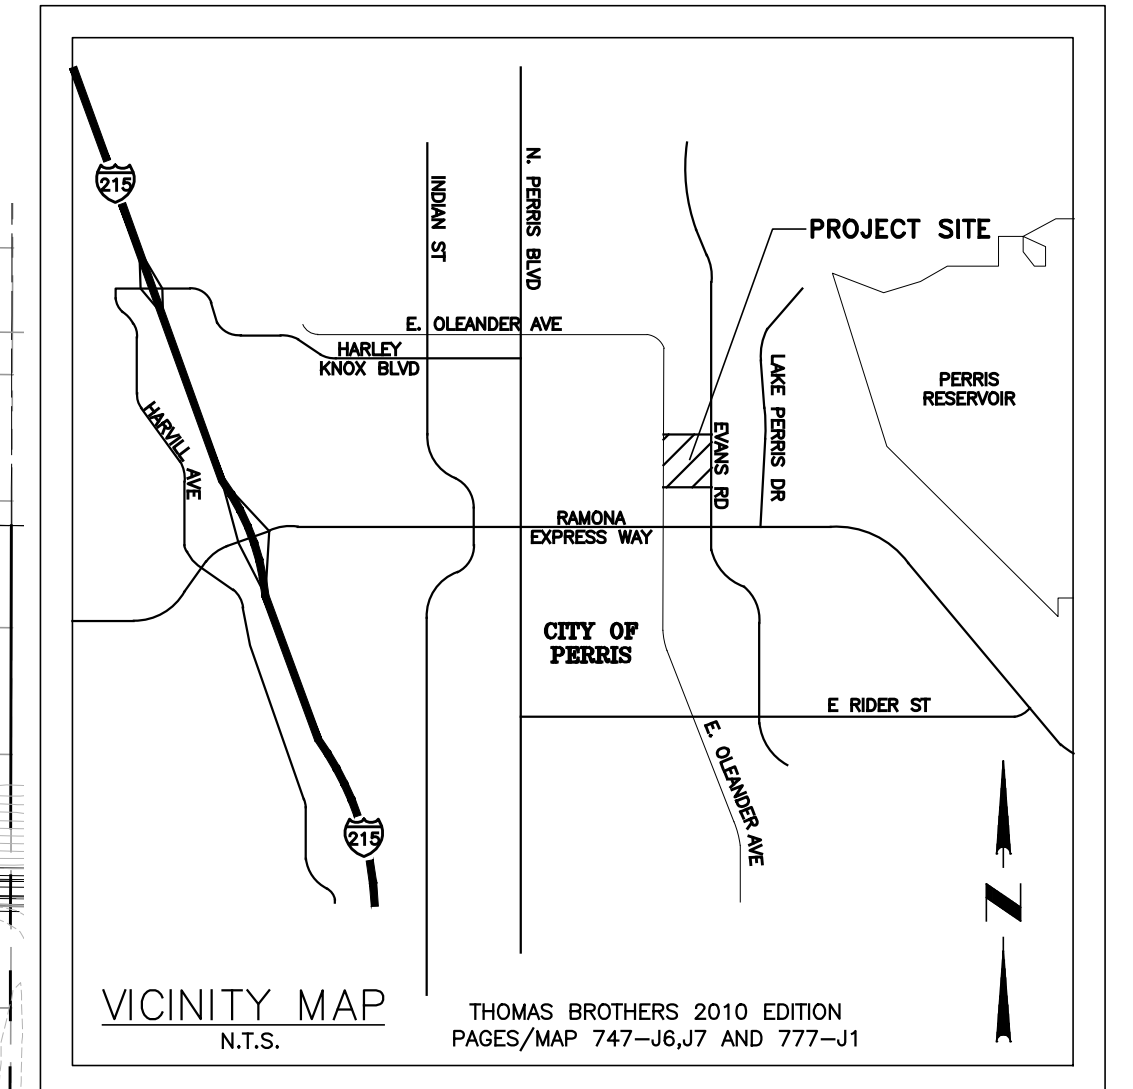 215
INDIAN ST
N. PERRIS BLVD
PROJECT SITE
E. OLEANDER AVE
HARLEY
KNOX BLVD
LAKE PERRIS DR
PERRIS
RESERVOIR
HARVILL AVE
EVANS RD
RAMONA
EXPRESS WAY
CITY OF
PERRIS
E RIDER ST
E. OLEANDER AVE
215
N
VICINITY MAP
N.T.S.
THOMAS BROTHERS 2010 EDITION
PAGES/MAP 747-J6,J7 AND 777-J1